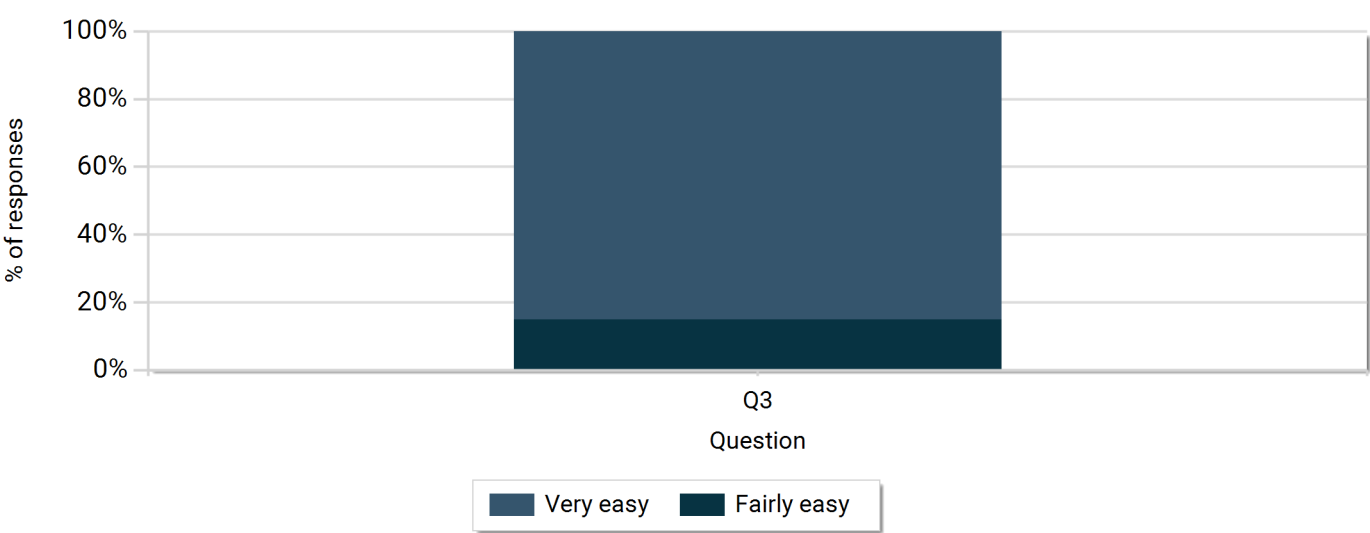 100%
80%
60%
40%
20%
0%
% of responses
Q3
Question
Very easy
Fairly easy